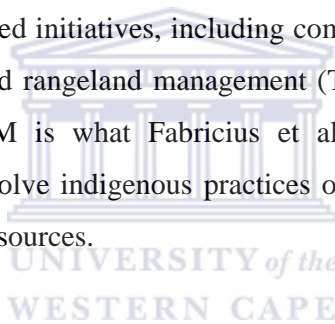 ed initiatives, including con
d rangeland management (T
M is what Fabricius et al
olve indigenous practices o
sources.
UNIVERSITY of the
WESTERN CAPE